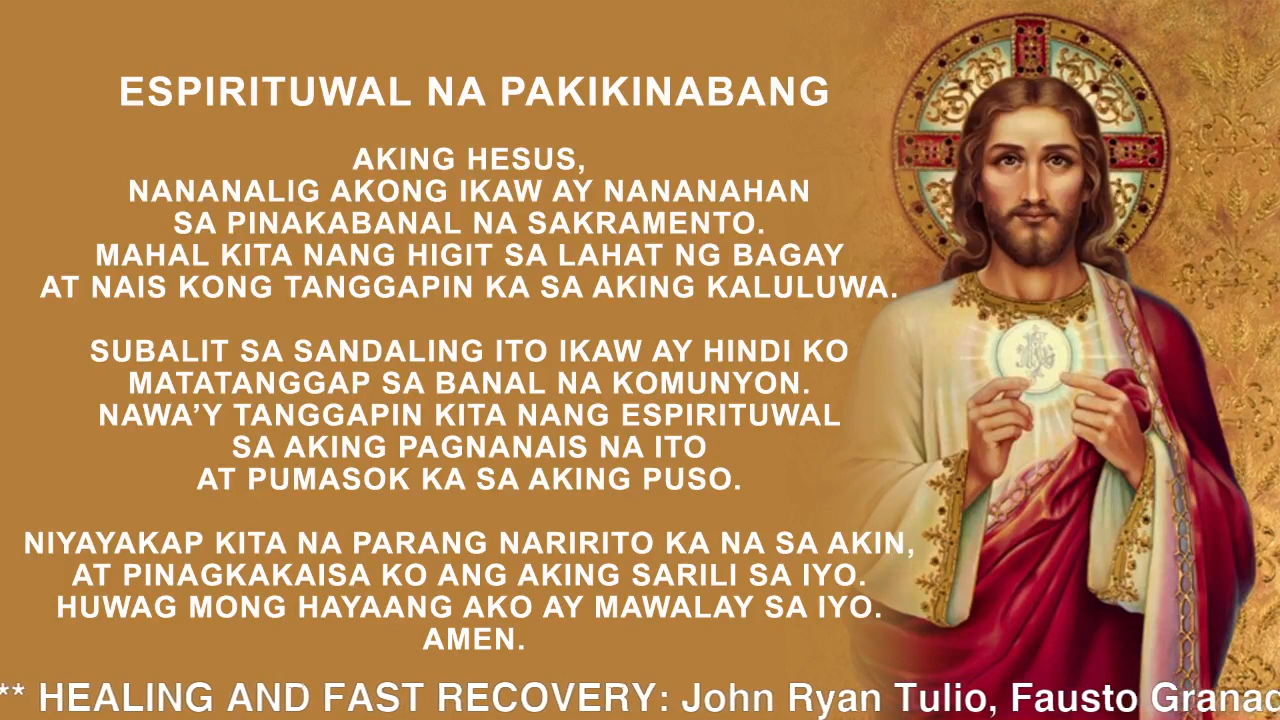 ESPIRITUWAL NA PAKIKINABANG
AKING HESUS,
NANANALIG AKONG IKAW AY NANANAHAN
SA PINAKABANAL NA SAKRAMENTO.
MAHAL KITA NANG HIGIT SA LAHAT NG BAGAY
AT NAIS KONG TANGGAPIN KA SA AKING KALULUWA.
SUBALIT SA SANDALING ITO IKAW AY HINDI KO
MATATANGGAP SA BANAL NA KOMUNYON.
NAWA’Y TANGGAPIN KITA NANG ESPIRITUWAL
SA AKING PAGNANAIS NA ITO
AT PUMASOK KA SA AKING PUSO.
NIYAYAKAP KITA NA PARANG NARIRITO KA NA SA AKIN,
AT PINAGKAKAISA KO ANG AKING SARILI SA IYO.
HUWAG MONG HAYAANG AKO AY MAWALAY SA IYO.
AMEN.
** HEALING AND FAST RECOVERY: John Ryan Tulio, Fausto